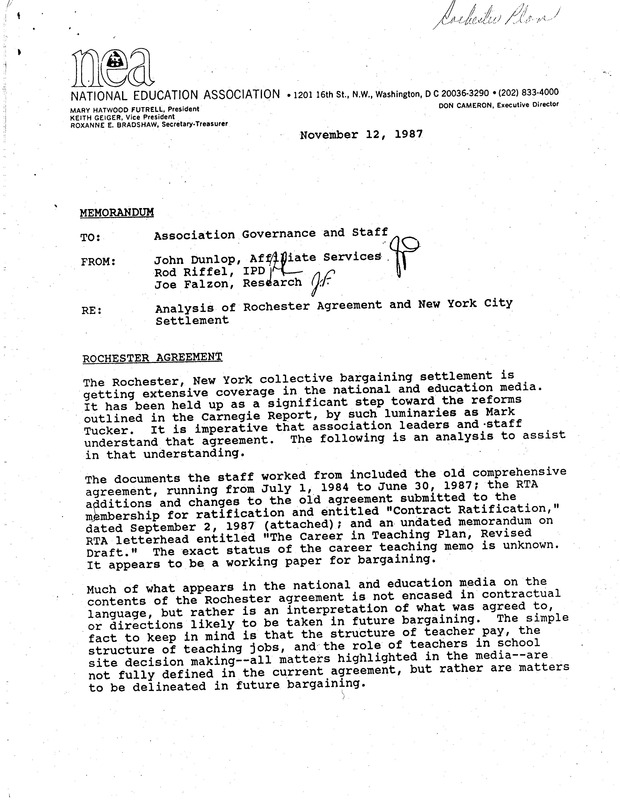 Rochester Plan
nea
NATIONAL EDUCATION ASSOCIATION • 1201 16th St., N.W., Washington, D C 20036-3290 • (202) 833-4000
MARY HATWOOD FUTRELL, President
DON CAMERON, Executive Director
KEITH GEIGER, Vice President
ROXANNE E. BRADSHAW, Secretary-Treasurer
November 12, 1987
MEMORANDUM
TO: Association Governance and Staff
FROM: John Dunlop, Affiliate Services
Rod Riffel, IPD
Joe Falzon, Research
RE: Analysis of Rochester Agreement and New York City
Settlement
ROCHESTER AGREEMENT
The Rochester, New York collective bargaining settlement is
getting extensive coverage in the national and education media.
It has been held up as a significant step toward the reforms
outlined in the Carnegie Report, by such luminaries as Mark
Tucker. It is imperative that association leaders and staff
understand that agreement. The following is an analysis to assist
in that understanding.
The documents the staff worked from included the old comprehensive
agreement, running from July 1, 1984 to June 30, 1987; the RTA
additions and changes to the old agreement submitted to the
membership for ratification and entitled "Contract Ratification,"
dated September 2, 1987 (attached); and an undated memorandum on
RTA letterhead entitled "The Career in Teaching Plan, Revised
Draft." The exact status of the career teaching memo is unknown.
It appears to be a working paper for bargaining.
Much of what appears in the national and education media on the
contents of the Rochester agreement is not encased in contractual
language, but rather is an interpretation of what was agreed to,
or directions likely to be taken in future bargaining. The simple
fact to keep in mind is that the structure of teacher pay, the
structure of teaching jobs, and the role of teachers in school
site decision making--all matters highlighted in the media--are
not fully defined in the current agreement, but rather are matters
to be delineated in future bargaining.